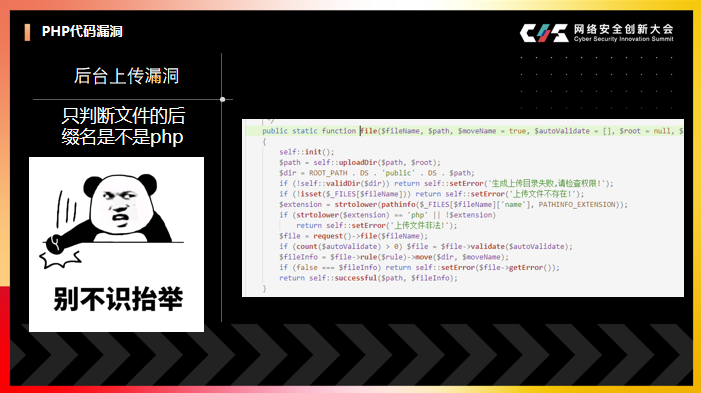 PHP代码漏洞
网络安全创新大会
Cyber Security Innovation Summit
后台上传漏洞
只判断文件的后
缀名是不是php
别不识抬举
*/
public static function file($fileName, $path, $moveName = true, $autoValidate = [], $root = null, $
{
self::init();
$path = self::uploadDir($path, $root);
$dir = ROOT_PATH . DS . 'public' . DS . $path;
if (!self::validDir($dir)) return self::setError('生成上传目录失败,请检查权限!');
if (!isset($_FILES[$fileName])) return self::setError('上传文件不存在!');
$extension = strtolower(pathinfo($_FILES[$fileName]['name'], PATHINFO_EXTENSION));
if (strtolower($extension) == 'php' || !$extension)
return self::setError('上传文件非法!');
$file = request()->file($fileName);
if (count($autoValidate) > 0) $file = $file->validate($autoValidate);
$fileInfo = $file->rule($rule)->move($dir, $moveName);
if (false === $fileInfo) return self::setError($file->getError());
return self::successful($path, $fileInfo);
}